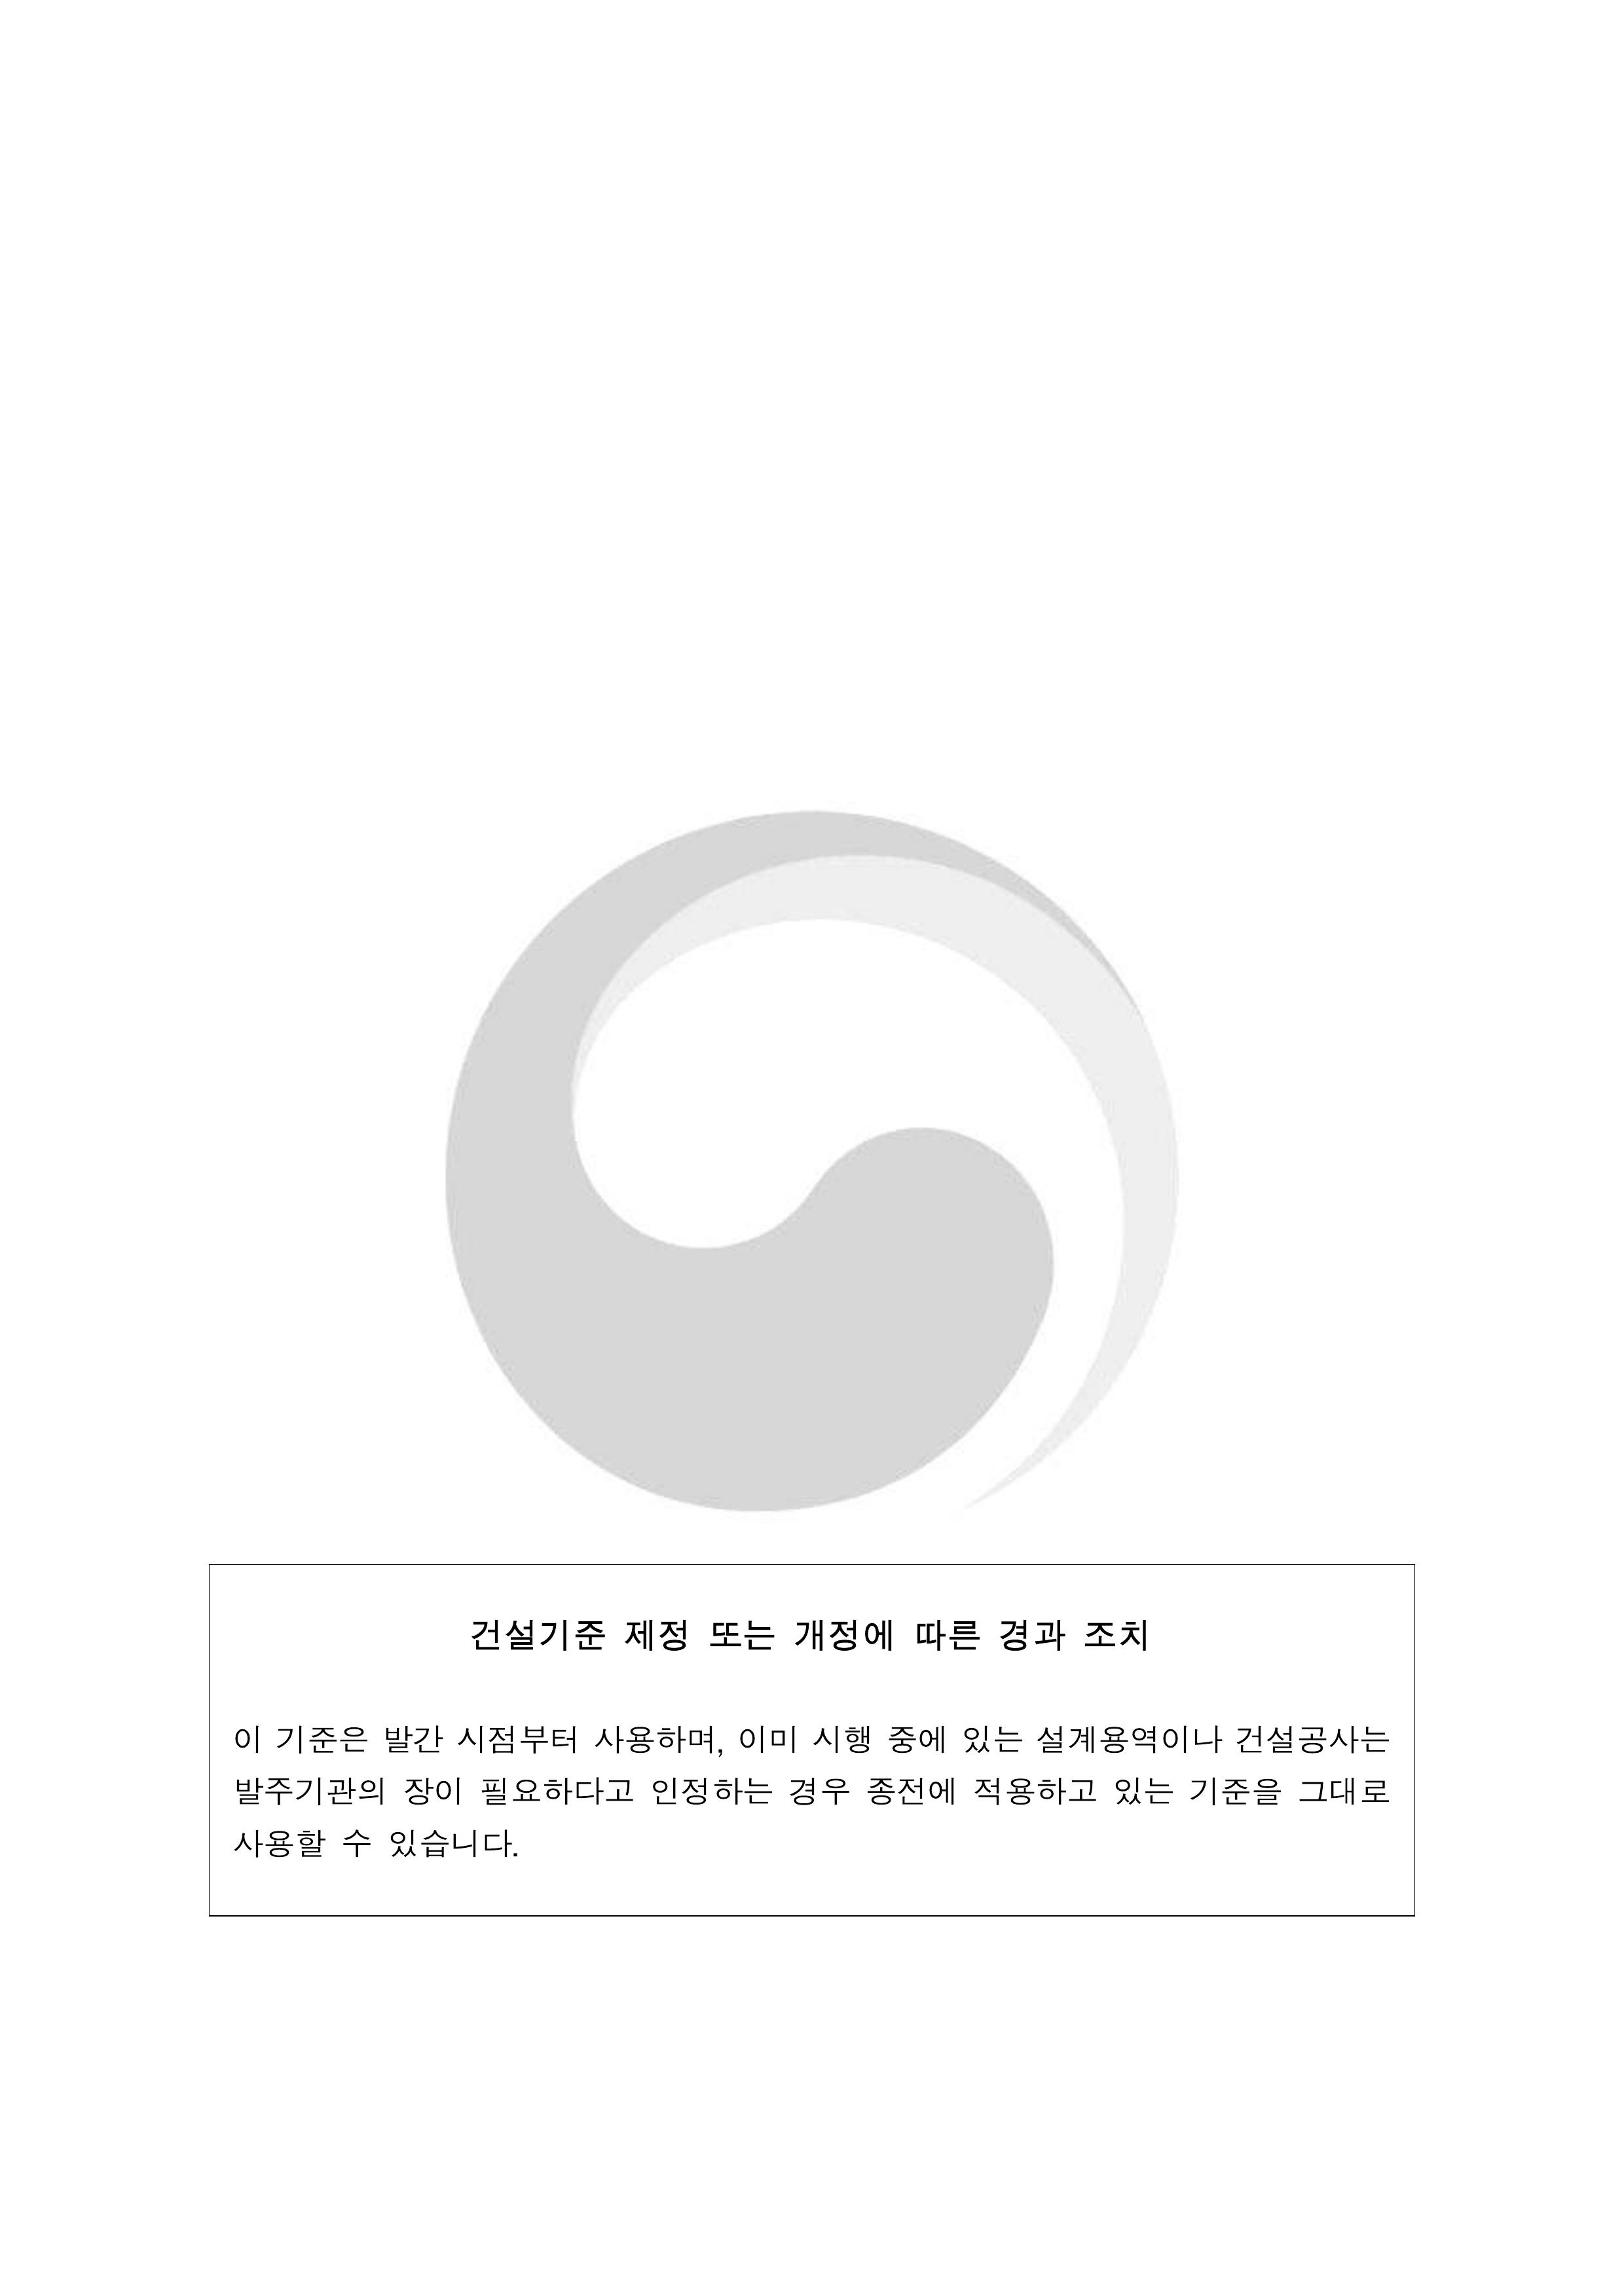 건설기준 제정 또는 개정에 따른 경과 조치
이 기준은 발간 시점부터 사용하며, 이미 시행 중에 있는 설계용역이나 건설공사는
발주기관의 장이 필요하다고 인정하는 경우 종전에 적용하고 있는 기준을 그대로
사용할 수 있습니다.